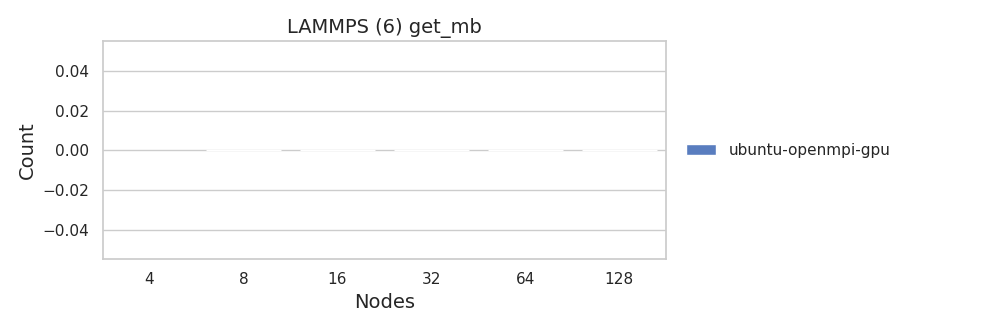 LAMMPS (6) get_mb
Count
0.04
0.02
0.00
−0.02
−0.04
4 8 16 32 64 128
Nodes
ubuntu-openmpi-gpu